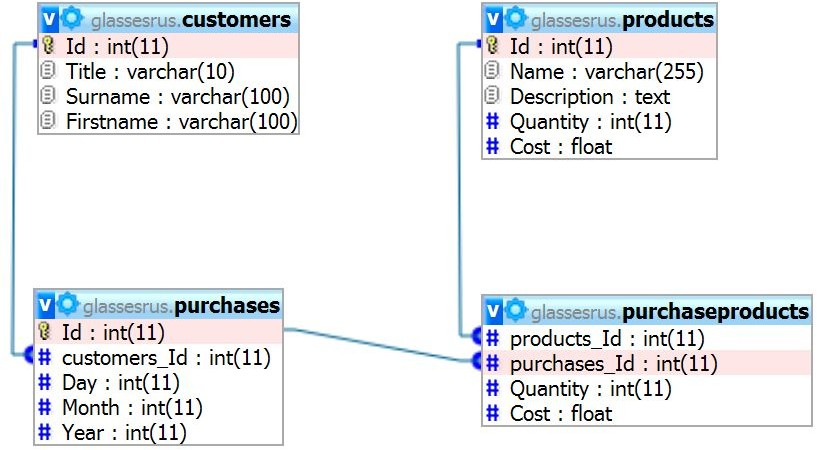 v glassesrus.customers
Id : int(11)
Title : varchar(10)
Surname : varchar(100)
Firstname : varchar(100)
v glassesrus.products
Id : int(11)
Name : varchar(255)
Description : text
# Quantity : int(11)
# Cost : float
v glassesrus.purchases
Id : int(11)
# customers_Id : int(11)
# Day : int(11)
# Month : int(11)
# Year : int(11)
v glassesrus.purchaseproducts
# products_Id : int(11)
# purchases_Id : int(11)
# Quantity : int(11)
# Cost : float